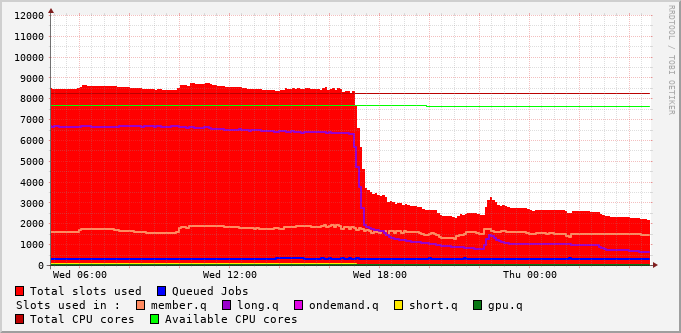 12000
11000
10000
9000
8000
7000
6000
5000
4000
3000
2000
1000
0
Wed 06:00 Wed 12:00 Wed 18:00 Thu 00:00
Total slots used Queued Jobs
Slots used in : member.q long.q ondemand.q short.q gpu.q
Total CPU cores Available CPU cores
RRDTOOL / TOBI OETIKER